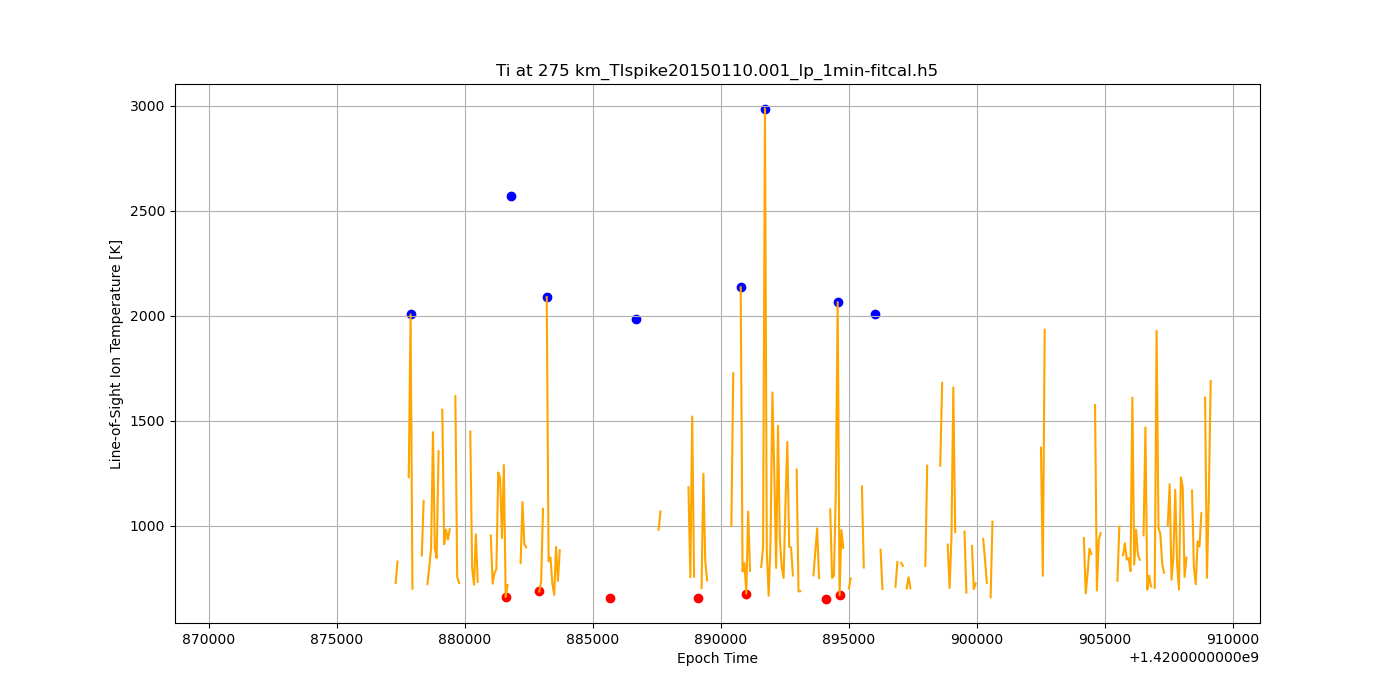 Ti at 275 km_TIspike20150110.001_lp_1min-fitcal.h5
Line-of-Sight Ion Temperature [K]
3000
2500
2000
1500
1000
870000 875000 880000 885000 890000 895000 900000 905000 910000
Epoch Time
+1.4200000000e9